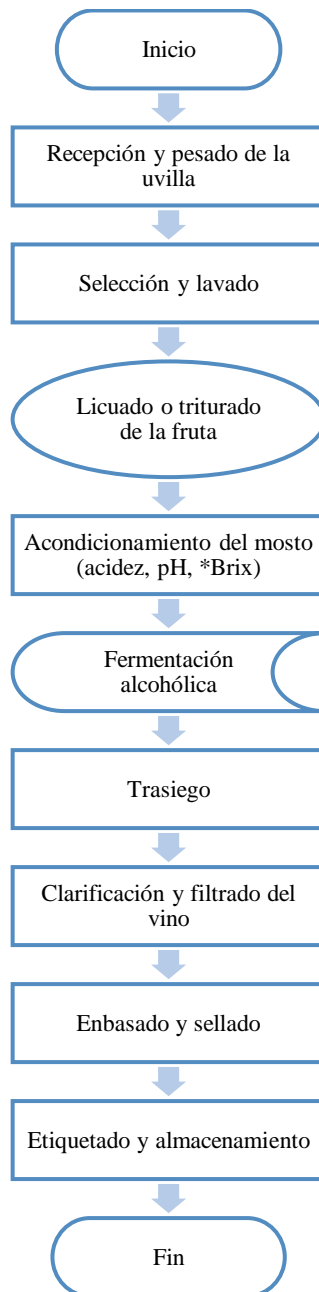 Inicio
Recepción y pesado de la
uvilla
Selección y lavado
Licuado o triturado
de la fruta
Acondicionamiento del mosto
(acidez, pH, *Brix)
Fermentación
alcohólica
Trasiego
Clarificación y filtrado del
vino
Enbasado y sellado
Etiquetado y almacenamiento
Fin